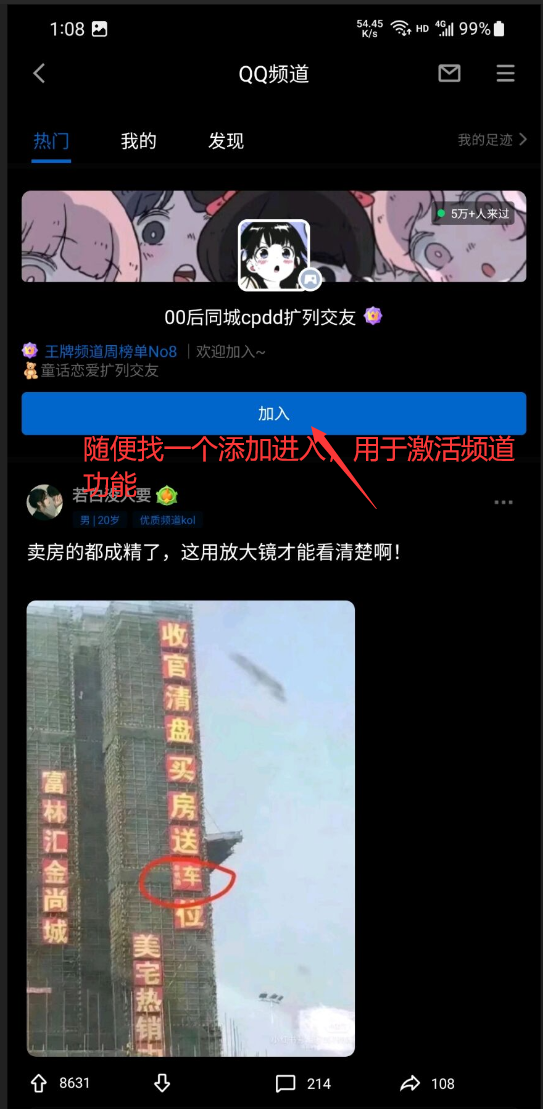 1:08
54.45
K/s
HD
4G
99%
QQ频道
热门
我的
发现
我的足迹
5万+人来过
00后同城cpdd扩列交友
王牌频道周榜单No8
欢迎加入~
童话恋爱扩列交友
加入
随便找一个添加进入，用于激活频道
功能
若白没人要
男 | 20岁
优质频道kol
卖房的都成精了，这用放大镜才能看清楚啊！
收官清盘买房送车位
富林汇金尚城
美宅热销
8631
214
108